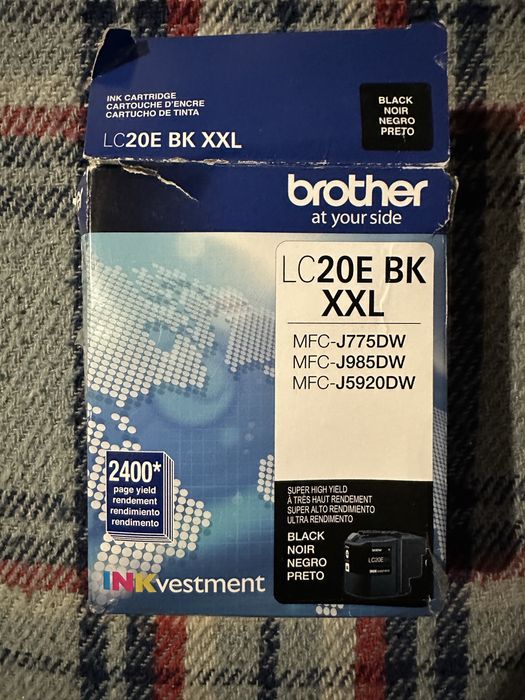 INK CARTRIDGE
CARTOUCHE D'ENCRE
CARTUCHO DE TINTA
LC20E BK XXL
BLACK
NOIR
NEGRO
PRETO
brother
at your side
LC20E BK
XXL
MFC-J775DW
MFC-J985DW
MFC-J5920DW
2400*
page yield
rendement
rendimiento
rendimento
SUPER HIGH YIELD
À TRÈS HAUT RENDEMENT
SUPER ALTO RENDIMIENTO
ULTRA RENDIMENTO
BLACK
NOIR
NEGRO
PRETO
brother
LC20E
INKvestment